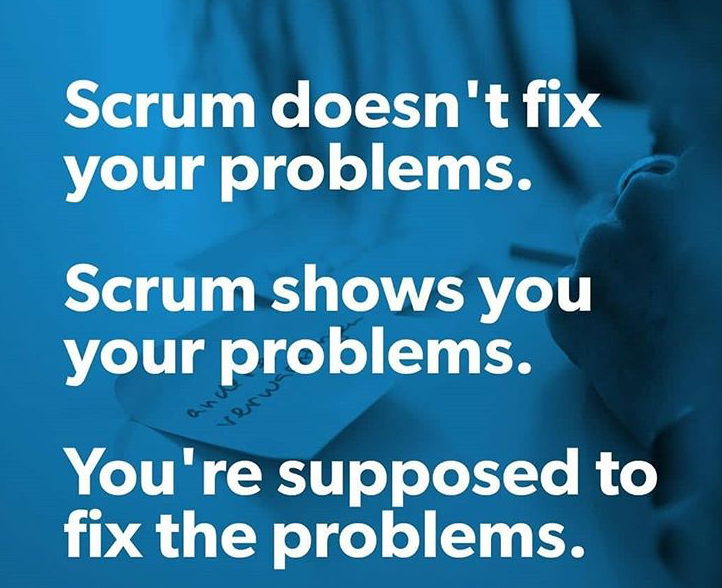 Scrum doesn't fix
your problems.
Scrum shows you
your problems.
You're supposed to
fix the problems.